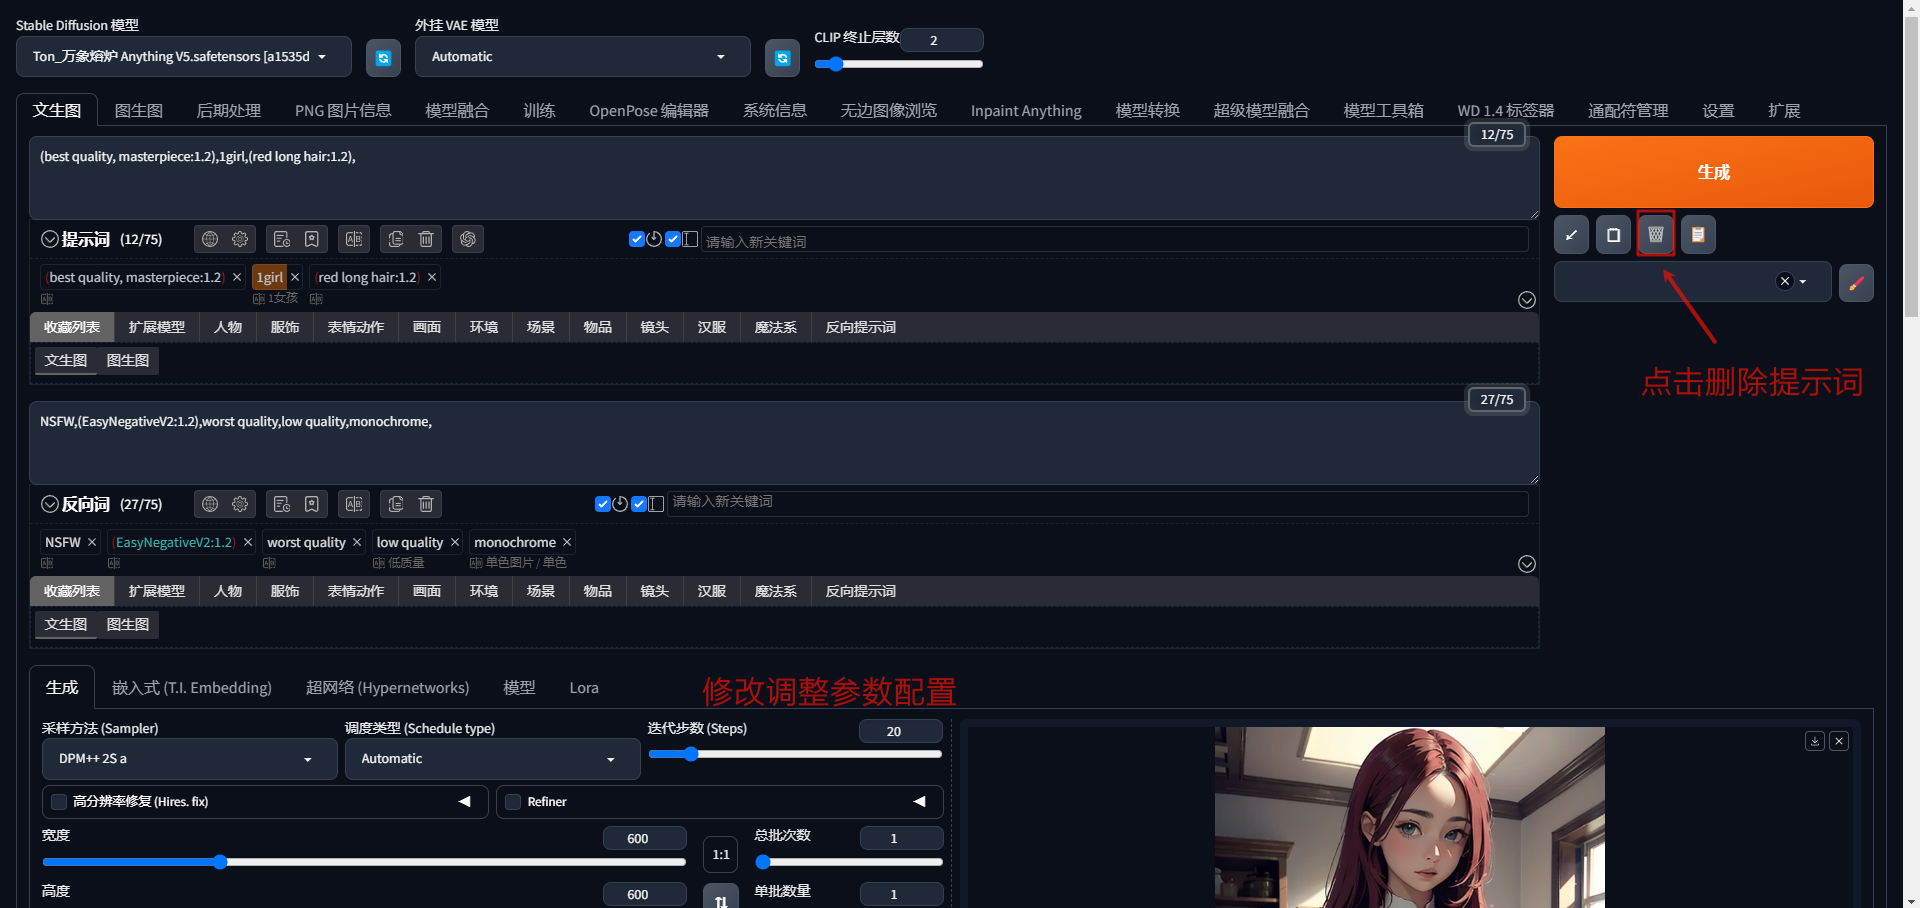 Stable Diffusion 模型
外挂 VAE 模型
CLIP 终止层数
2
Ton_万象熔炉 Anything V5.safetensors [a1535d
Automatic
文生图
图生图
后期处理
PNG 图片信息
模型融合
训练
OpenPose 编辑器
系统信息
无边图像浏览
Inpaint Anything
模型转换
超级模型融合
模型工具箱
WD 1.4 标签器
通配符管理
设置
扩展
12/75
(best quality, masterpiece:1.2),1girl,(red long hair:1.2),
生成
提示词 (12/75)
请输入新关键词
(best quality, masterpiece:1.2) ×
1girl ×
(red long hair:1.2) ×
1女孩
收藏列表
扩展模型
人物
服饰
表情动作
画面
环境
场景
物品
镜头
汉服
魔法系
反向提示词
文生图
图生图
点击删除提示词
27/75
NSFW,(EasyNegativeV2:1.2),worst quality,low quality,monochrome,
反向词 (27/75)
请输入新关键词
NSFW ×
(EasyNegativeV2:1.2) ×
worst quality ×
low quality ×
monochrome ×
低质量
单色图片 / 单色
收藏列表
扩展模型
人物
服饰
表情动作
画面
环境
场景
物品
镜头
汉服
魔法系
反向提示词
文生图
图生图
生成
嵌入式 (T.I. Embedding)
超网络 (Hypernetworks)
模型
Lora
修改调整参数配置
采样方法 (Sampler)
调度类型 (Schedule type)
迭代步数 (Steps)
20
DPM++ 2S a
Automatic
高分辨率修复 (Hires. fix)
Refiner
宽度
600
1:1
总批次数
1
高度
600
单批数量
1